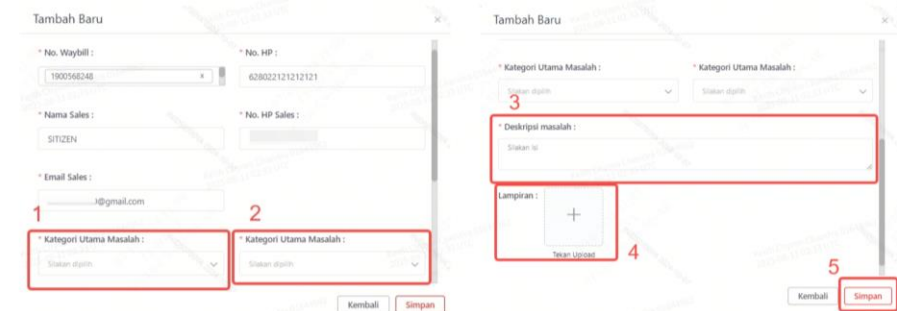 Tambah Baru
* No. Waybill :
* No. HP :
1900568248 x
628022121212121
* Nama Sales :
* No. HP Sales :
SITIZEN
* Email Sales :
@gmail.com
1
2
* Kategori Utama Masalah :
* Kategori Utama Masalah :
Silakan dipilih
Silakan dipilih
Kembali
Simpan
Tambah Baru
* Kategori Utama Masalah :
* Kategori Utama Masalah :
Silakan dipilih
Silakan dipilih
3
* Deskripsi masalah :
Silakan isi
Lampiran :
+
Tekan Upload
4
5
Kembali
Simpan